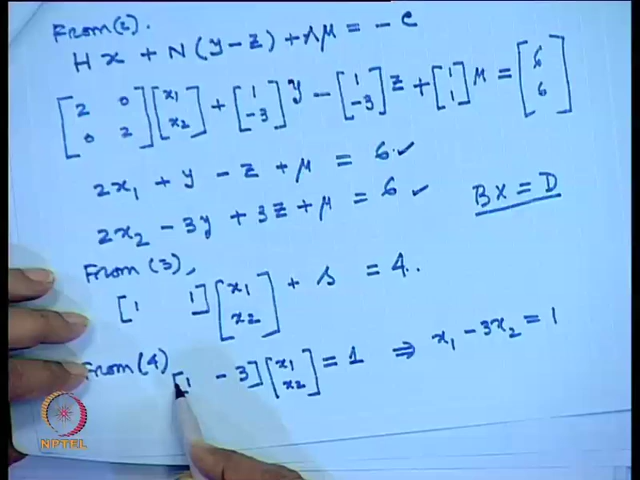 From (2).
Hx + N(y-z) + Λμ = - c
[2 0; 0 2] [x₁; x₂] + [1; -3] y - [1; -3] z + [1; 1] μ = [6; 6]
2x₁ + y - z + μ = 6 ✓
2x₂ - 3y + 3z + μ = 6 ✓
BX = D
From (3),
[1 1] [x₁; x₂] + s = 4..
From (4)
[1 -3] [x₁; x₂] = 1 ⇒ x₁ - 3x₂ = 1
NPTEL